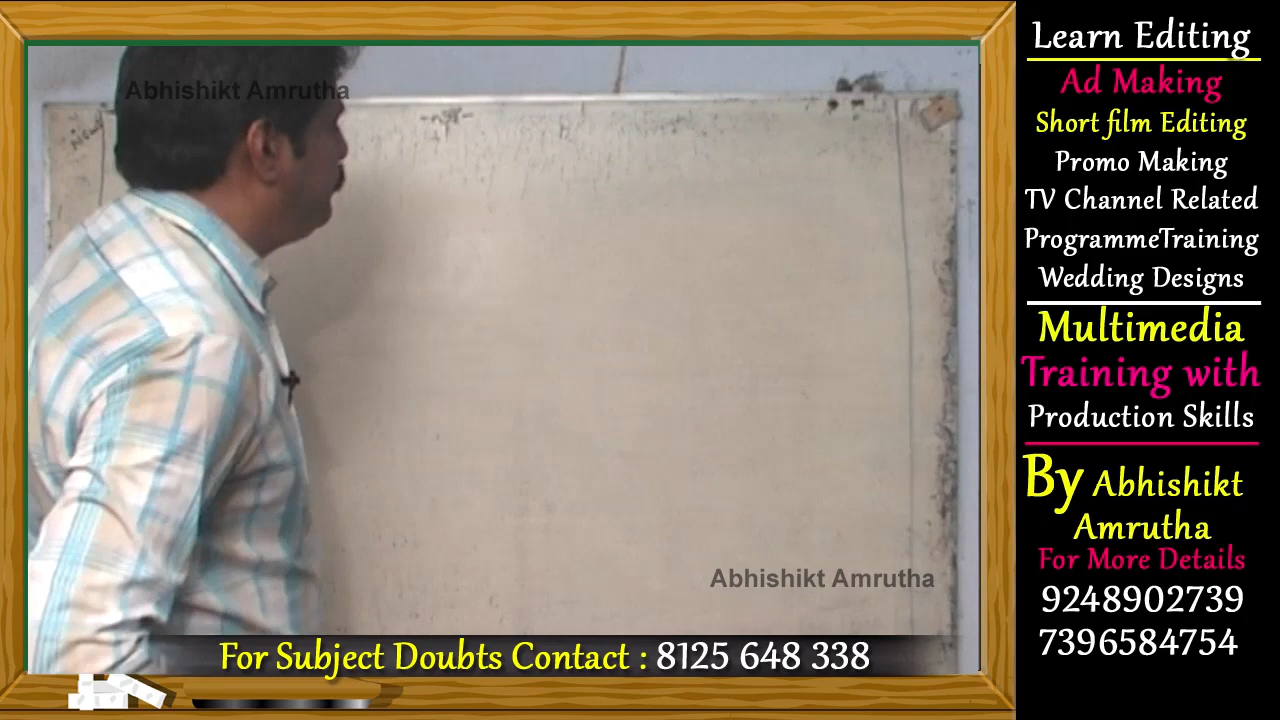 Abhishikt Amrutha
Abhishikt Amrutha
For Subject Doubts Contact : 8125 648 338
Learn Editing
Ad Making
Short film Editing
Promo Making
TV Channel Related
ProgrammeTraining
Wedding Designs
Multimedia
Training with
Production Skills
By Abhishikt
Amrutha
For More Details
9248902739
7396584754